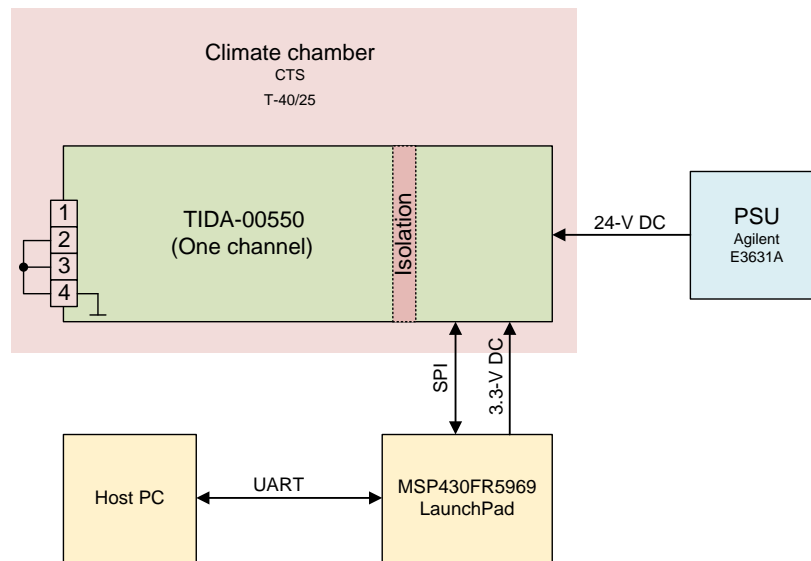 Climate chamber
CTS
T-40/25
TIDA-00550
(One channel)
Isolation
1
2
3
4
24-V DC
PSU
Agilent
E3631A
SPI
3.3-V DC
Host PC
UART
MSP430FR5969
LaunchPad